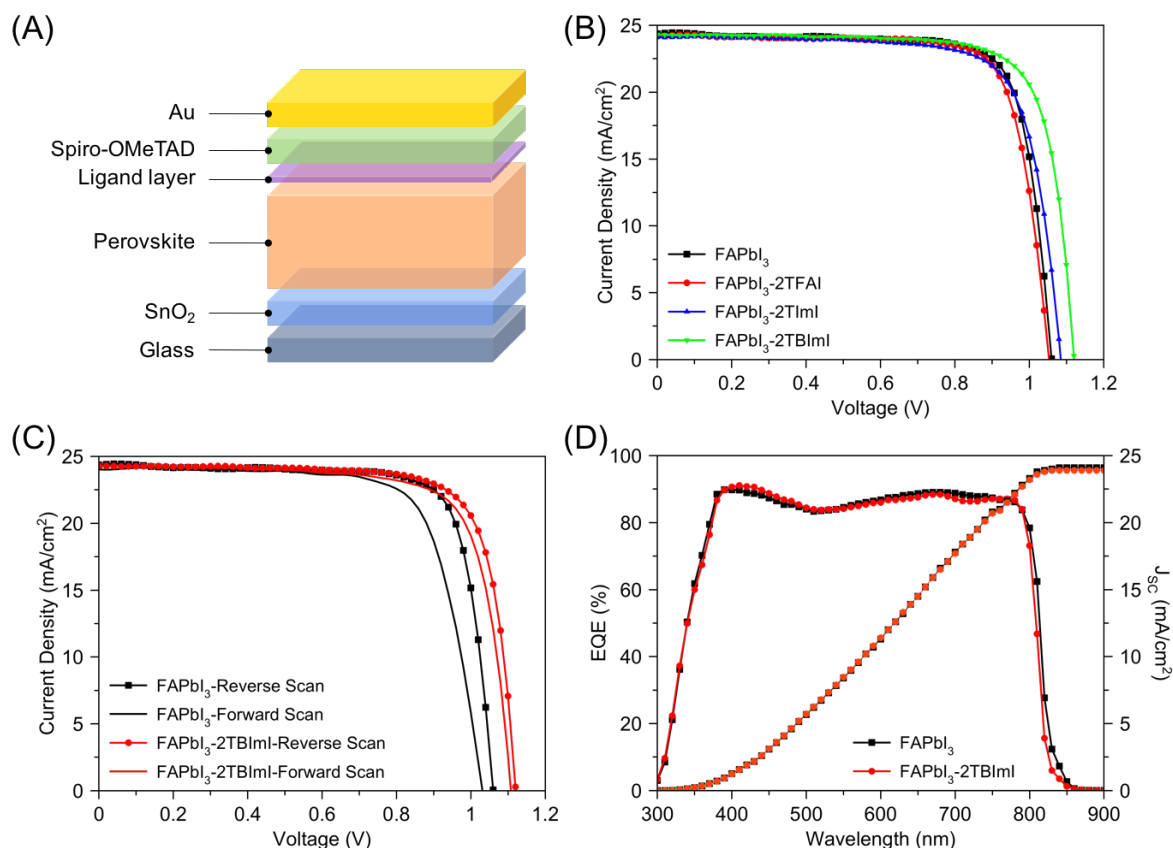 (A)
Au
Spiro-OMeTAD
Ligand layer
Perovskite
SnO₂
Glass
(B)
25
20
15
10
5
0
Current Density (mA/cm²)
FAPbI₃
FAPbI₃-2TFAI
FAPbI₃-2TImI
FAPbI₃-2TBImI
0 0.2 0.4 0.6 0.8 1 1.2
Voltage (V)
(C)
25
20
15
10
5
0
Current Density (mA/cm²)
FAPbI₃-Reverse Scan
FAPbI₃-Forward Scan
FAPbI₃-2TBImI-Reverse Scan
FAPbI₃-2TBImI-Forward Scan
0 0.2 0.4 0.6 0.8 1 1.2
Voltage (V)
(D)
100
80
60
40
20
0
EQE (%)
25
20
15
10
5
0
J_SC (mA/cm²)
FAPbI₃
FAPbI₃-2TBImI
300 400 500 600 700 800 900
Wavelength (nm)